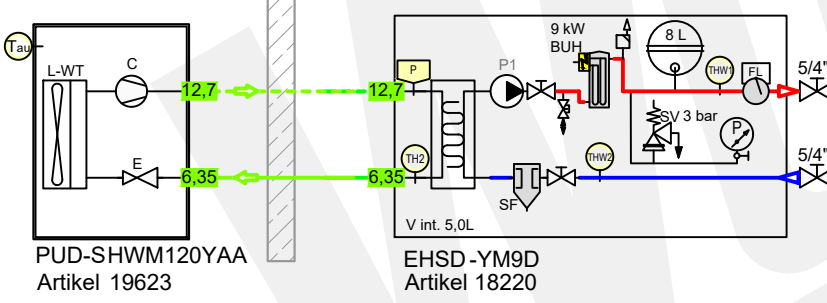 Tau
L-WT
C
E
12,7
6,35
12,7
6,35
P
TH2
P1
9 kW
BUH
8 L
THW1
FL
5/4"
SV 3 bar
P
5/4"
THW2
SF
V int. 5,0L
PUD-SHWM120YAA
Artikel 19623
EHSD-YM9D
Artikel 18220